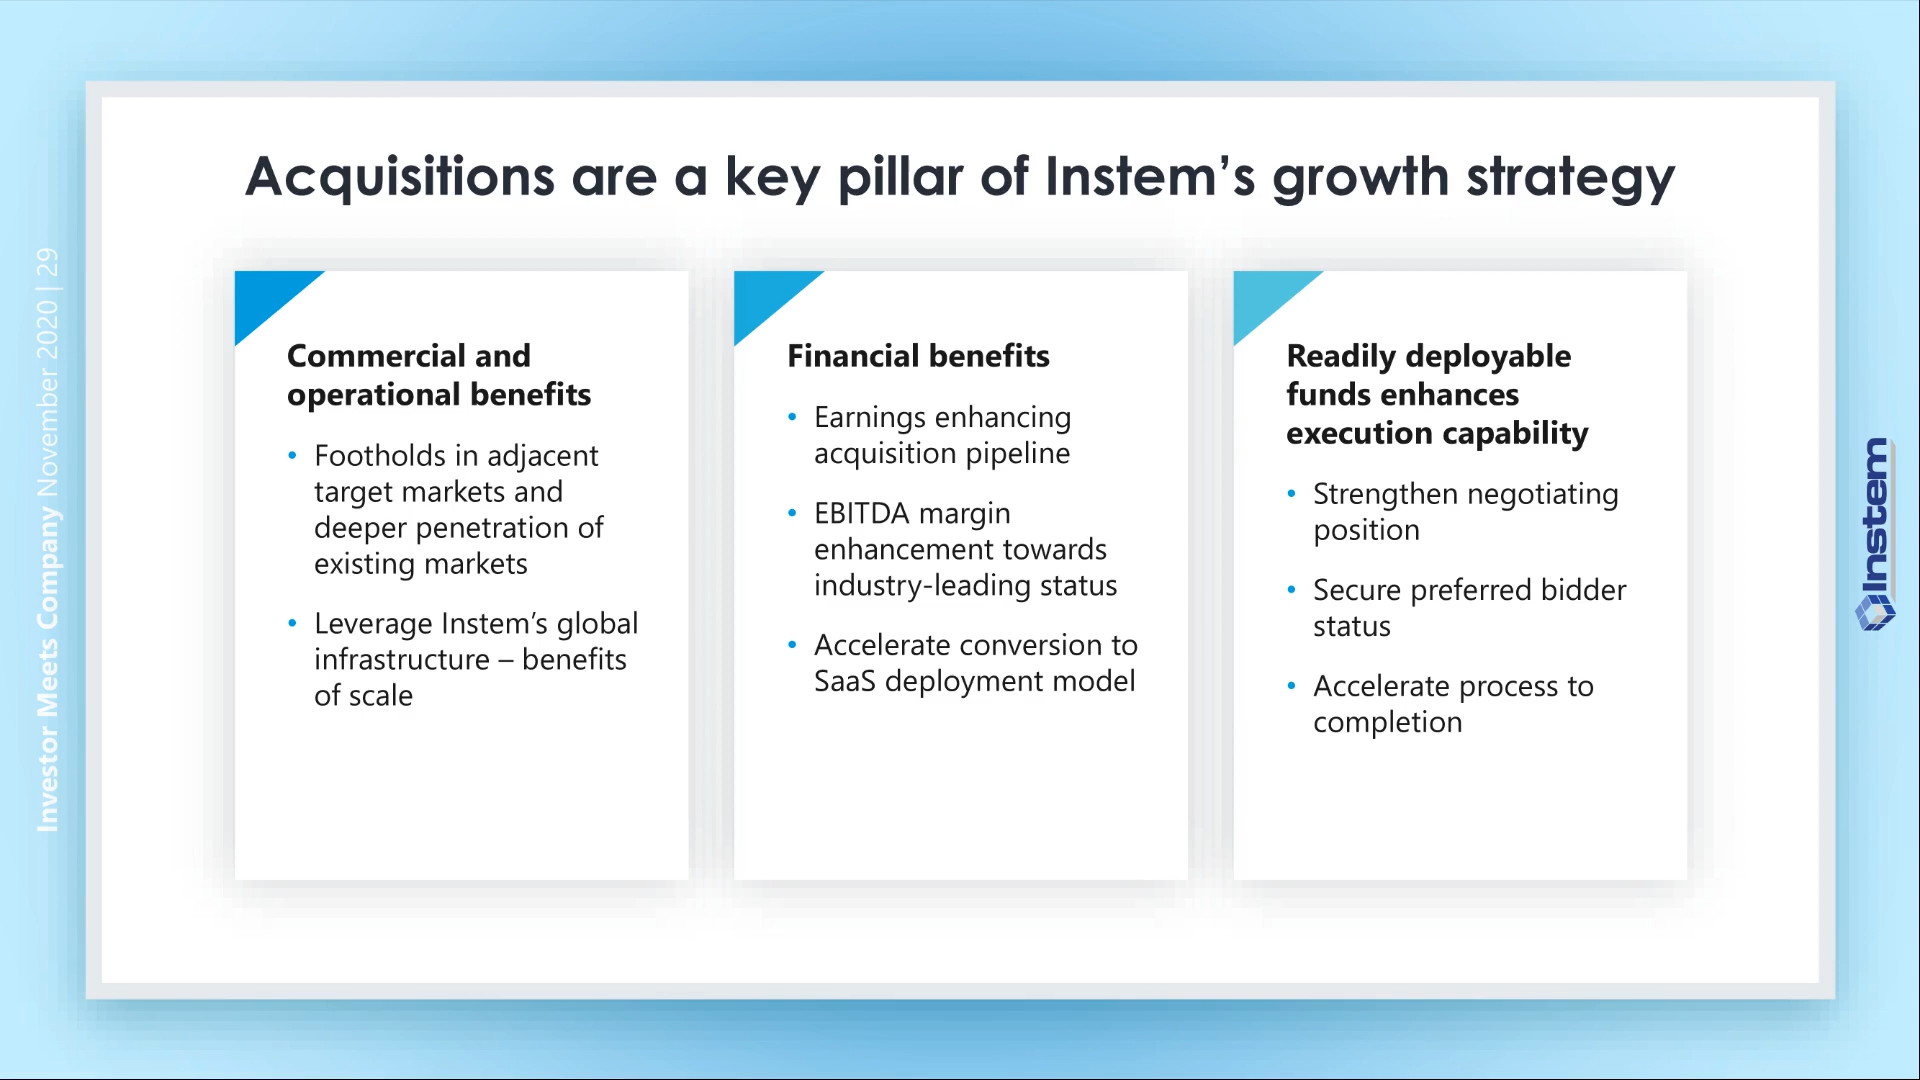 Acquisitions are a key pillar of Instem’s growth strategy
Commercial and
operational benefits
• Footholds in adjacent
target markets and
deeper penetration of
existing markets
• Leverage Instem’s global
infrastructure – benefits
of scale
Financial benefits
• Earnings enhancing
acquisition pipeline
• EBITDA margin
enhancement towards
industry-leading status
• Accelerate conversion to
SaaS deployment model
Readily deployable
funds enhances
execution capability
• Strengthen negotiating
position
• Secure preferred bidder
status
• Accelerate process to
completion
Investor Meets Company November 2020 | 29
Instem